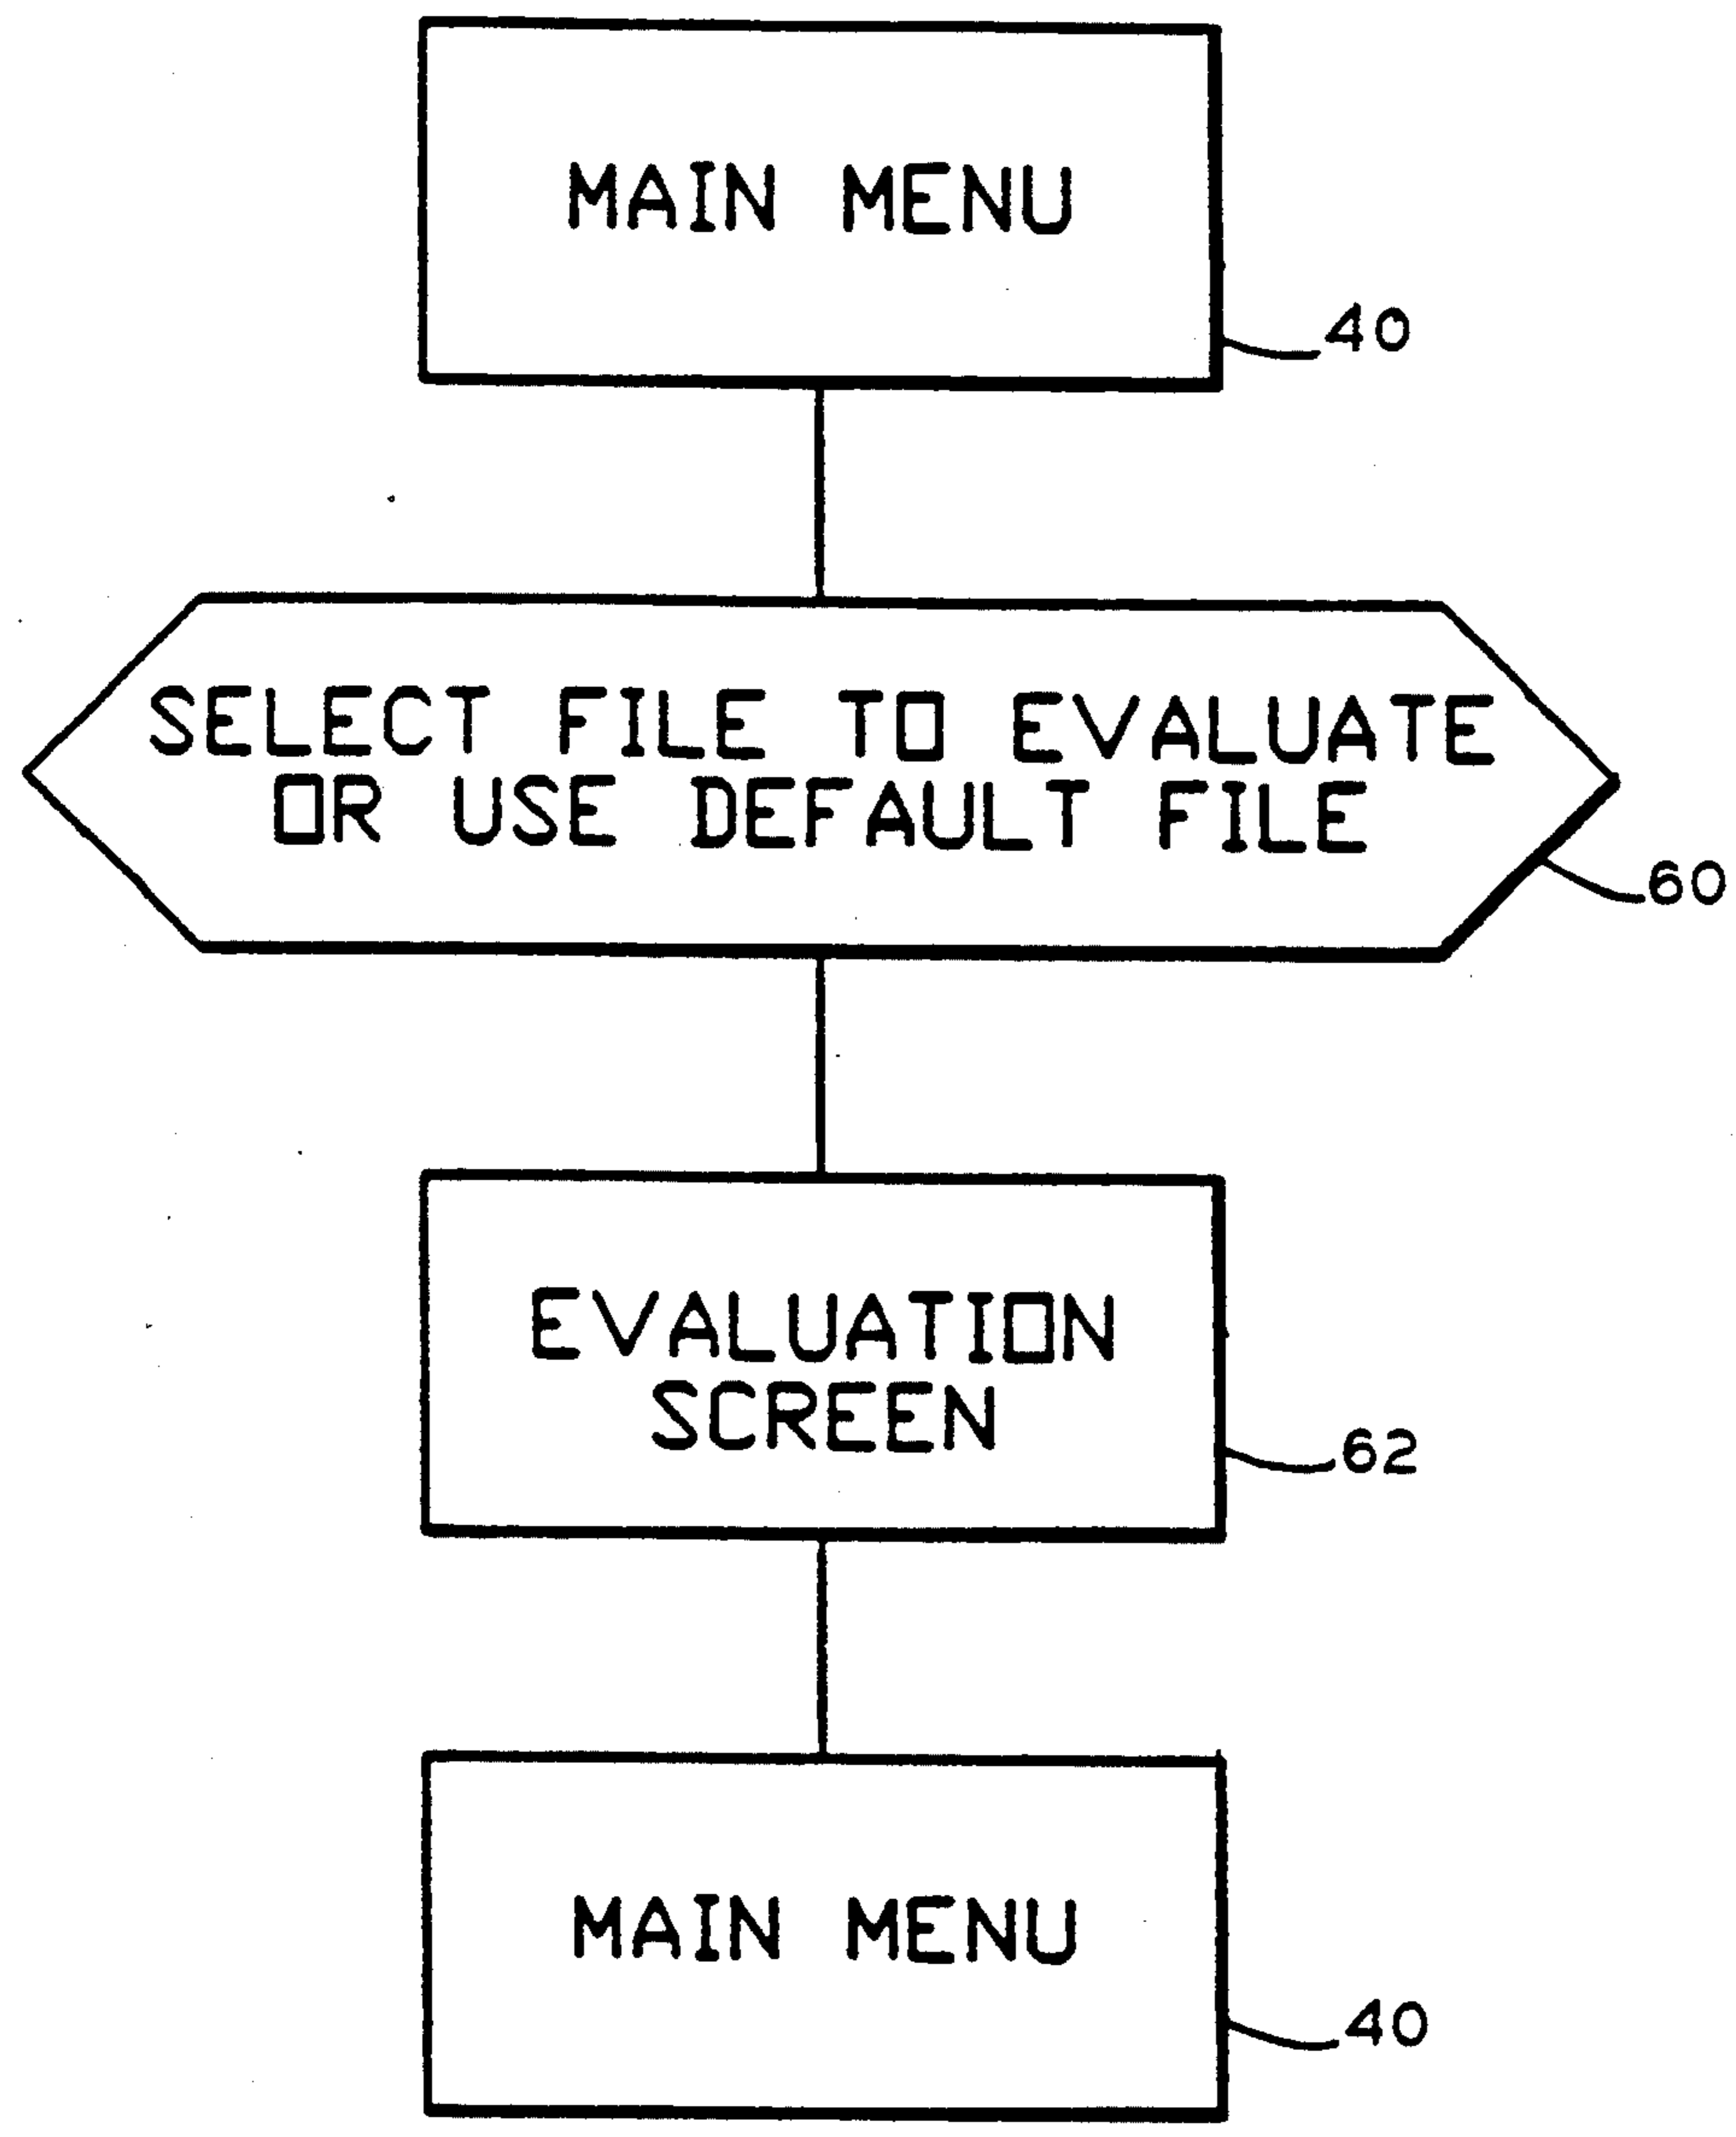 MAIN MENU
40
SELECT FILE TO EVALUATE
OR USE DEFAULT FILE
60
EVALUATION
SCREEN
62
MAIN MENU
40